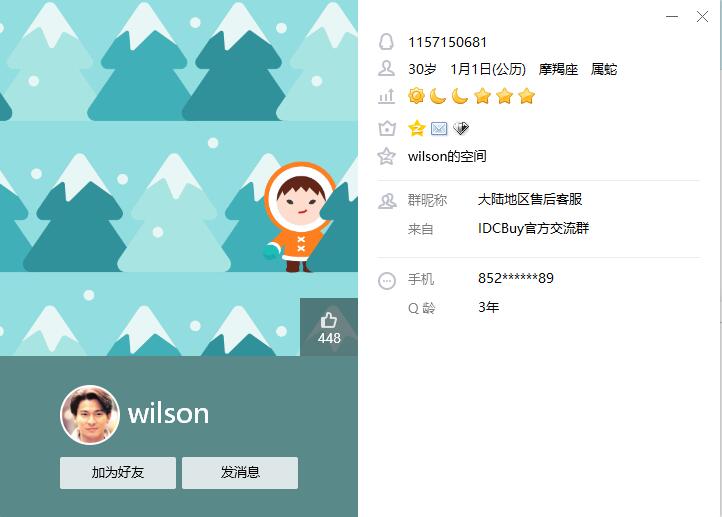 448
wilson
加为好友
发消息
1157150681
30岁 1月1日(公历) 摩羯座 属蛇
wilson的空间
群昵称 大陆地区售后客服
来自 IDCBuy官方交流群
手机 852******89
Q 龄 3年